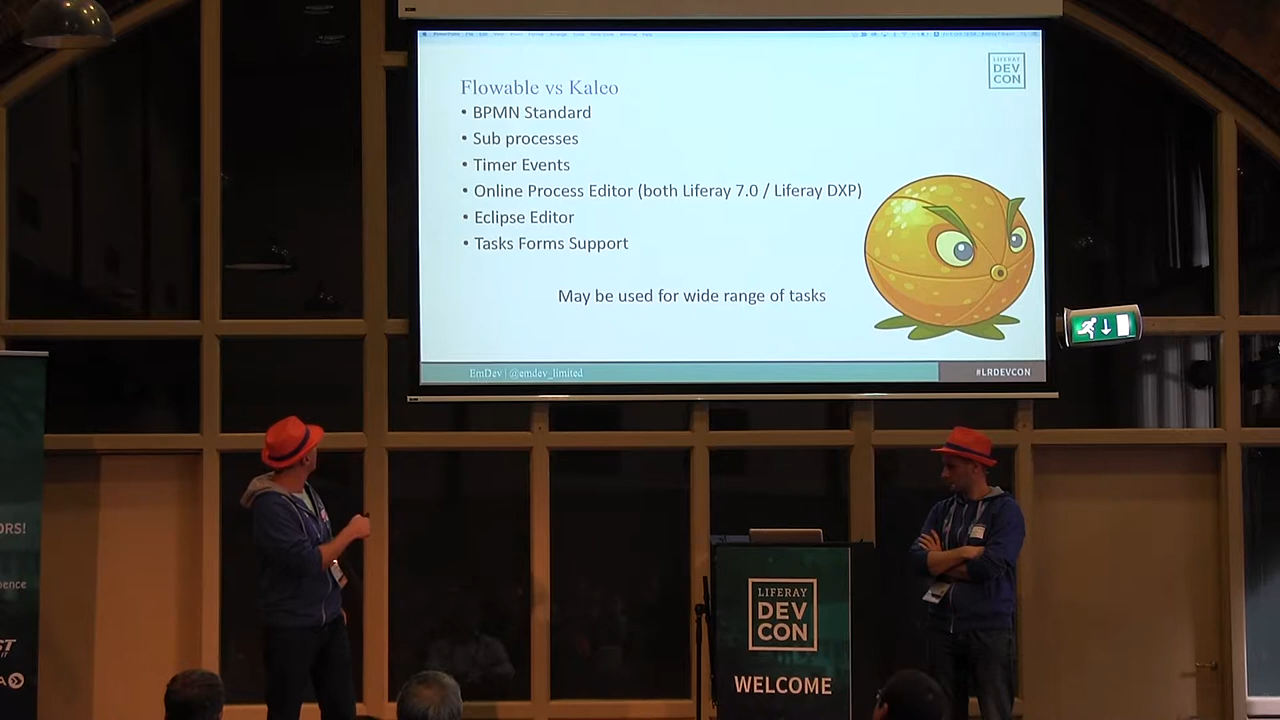 LIFERAY
DEV
CON
Flowable vs Kaleo
• BPMN Standard
• Sub processes
• Timer Events
• Online Process Editor (both Liferay 7.0 / Liferay DXP)
• Eclipse Editor
• Tasks Forms Support
May be used for wide range of tasks
EmDev | @emdev_limited
#LRDEVCON
ORS!
LIFERAY
DEV
CON
WELCOME